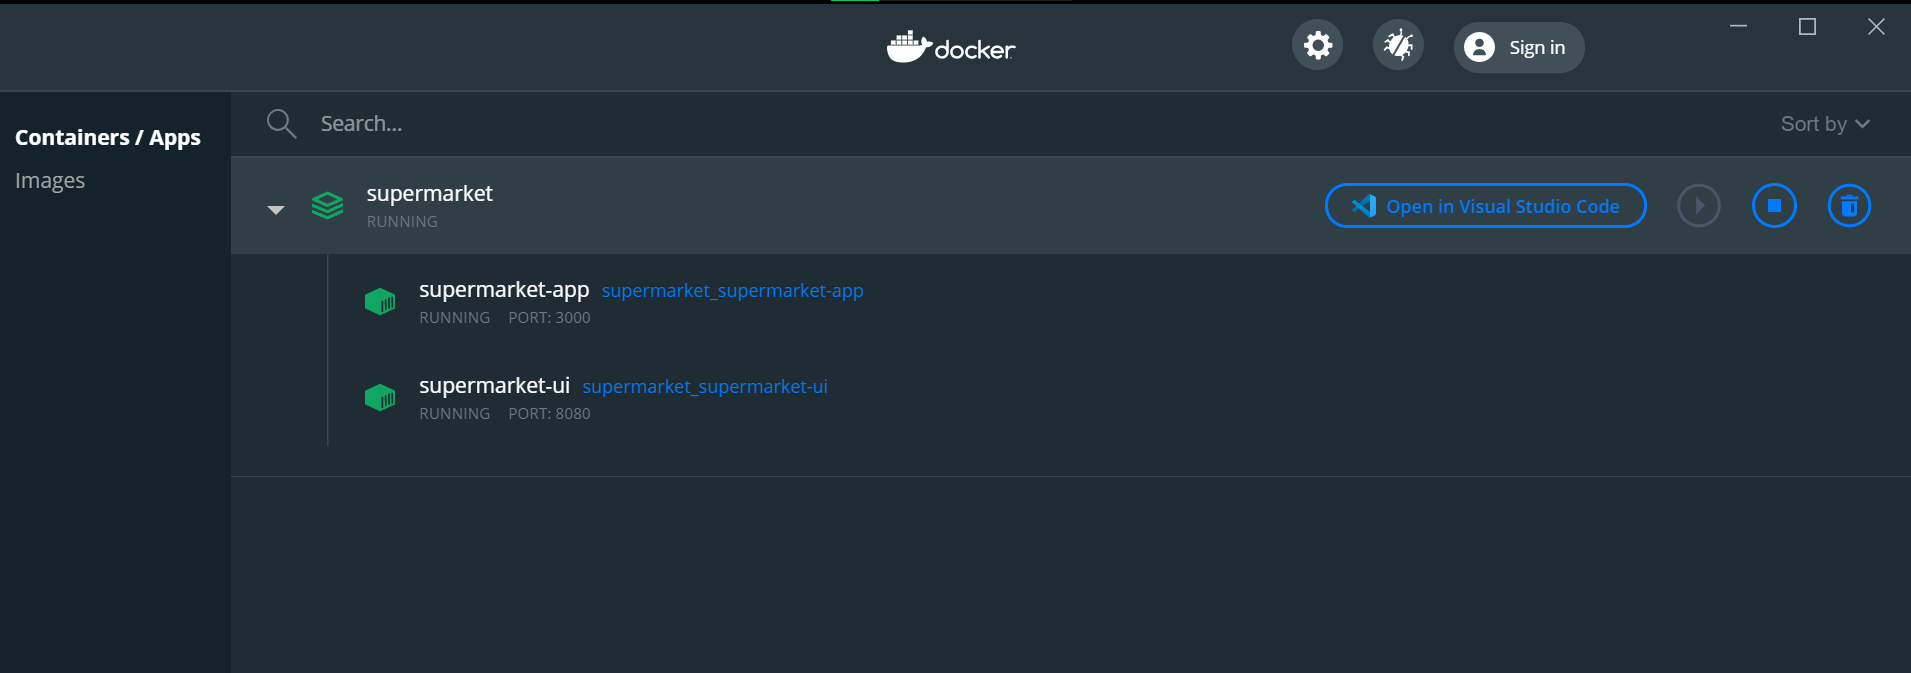 docker
Sign in
Containers / Apps
Images
Search...
Sort by
supermarket
RUNNING
Open in Visual Studio Code
supermarket-app supermarket_supermarket-app
RUNNING PORT: 3000
supermarket-ui supermarket_supermarket-ui
RUNNING PORT: 8080